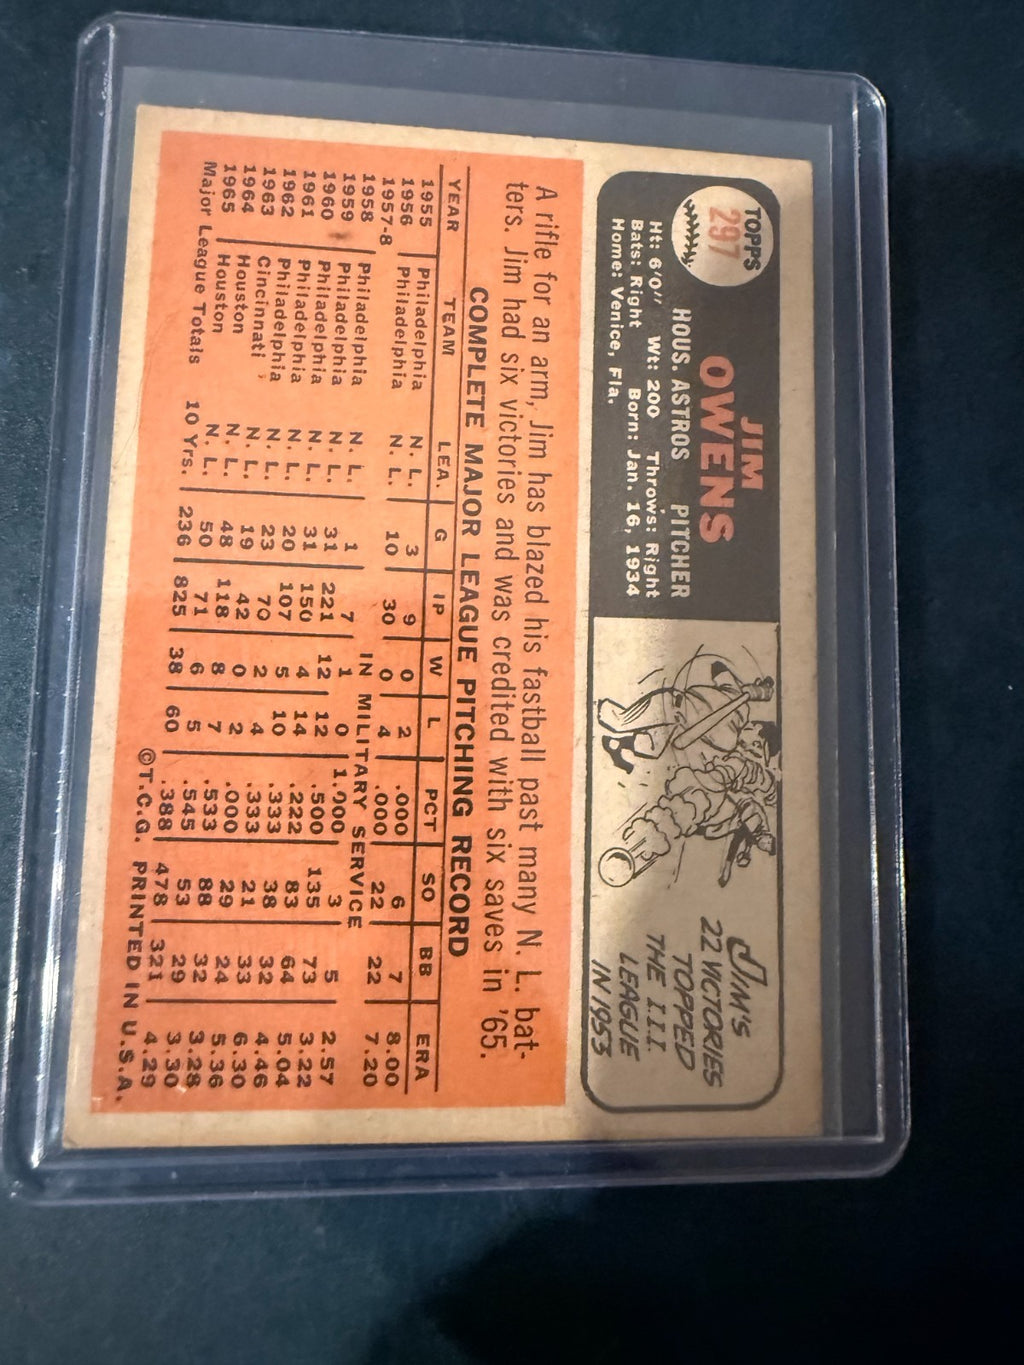 TOPPS
297
JIM
OWENS
HOUS. ASTROS PITCHER
Ht: 6'0" Wt: 200 Throws: Right
Bats: Right Born: Jan. 16, 1934
Home: Venice, Fla.
JIM'S
22 VICTORIES
TOPPED
THE I.I.I.
LEAGUE
IN 1953
A rifle for an arm, Jim has blazed his fastball past many N. L. bat-
ters. Jim had six victories and was credited with six saves in '65.
COMPLETE MAJOR LEAGUE PITCHING RECORD
YEAR TEAM LEA. G IP W L PCT SO BB ERA
1955 Philadelphia N. L. 3 9 0 2 .000 6 7 8.00
1956 Philadelphia N. L. 10 30 0 4 .000 22 22 7.20
1957-8 IN MILITARY SERVICE
1958 Philadelphia N. L. 1 7 1 0 1.000 3 5 2.57
1959 Philadelphia N. L. 31 221 12 12 .500 135 73 3.22
1960 Philadelphia N. L. 31 150 4 14 .222 83 64 5.04
1961 Philadelphia N. L. 20 107 5 10 .333 38 32 4.46
1962 Philadelphia N. L. 23 70 2 4 .333 21 33 6.30
1963 Cincinnati N. L. 19 42 0 2 .000 29 24 5.36
1964 Houston N. L. 48 118 8 7 .533 88 32 3.28
1965 Houston N. L. 50 71 6 5 .545 53 29 3.30
Major League Totals 10 Yrs. 236 825 38 60 .388 478 321 4.29
©T.C.G. PRINTED IN U.S.A.